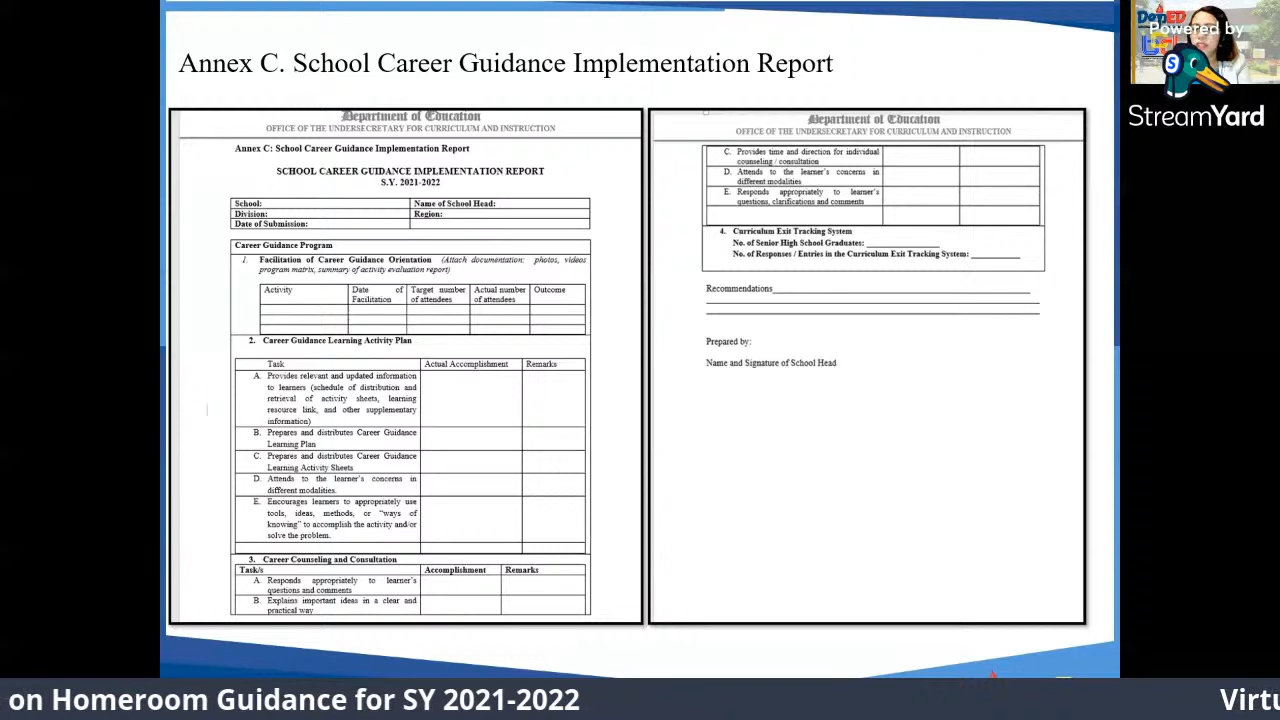 Annex C. School Career Guidance Implementation Report
Department of Education
OFFICE OF THE UNDERSECRETARY FOR CURRICULUM AND INSTRUCTION
Annex C: School Career Guidance Implementation Report
SCHOOL CAREER GUIDANCE IMPLEMENTATION REPORT
S.Y. 2021-2022
School: Name of School Head:
Division: Region:
Date of Submission:
Career Guidance Program
1. Facilitation of Career Guidance Orientation (Attach documentation: photos, videos
program matrix, summary of activity evaluation report)
Activity Date of Target number Actual number Outcome
Facilitation of attendees of attendees
2. Career Guidance Learning Activity Plan
Task Actual Accomplishment Remarks
A. Provides relevant and updated information
to learners (schedule of distribution and
retrieval of activity sheets, learning
resource link, and other supplementary
information)
B. Prepares and distributes Career Guidance
Learning Plan
C. Prepares and distributes Career Guidance
Learning Activity Sheets
D. Attends to the learner's concerns in
different modalities.
E. Encourages learners to appropriately use
tools, ideas, methods, or "ways of
knowing" to accomplish the activity and/or
solve the problem.
3. Career Counseling and Consultation
Task/s Accomplishment Remarks
A. Responds appropriately to learner's
questions and comments
B. Explains important ideas in a clear and
practical way
Department of Education
OFFICE OF THE UNDERSECRETARY FOR CURRICULUM AND INSTRUCTION
C. Provides time and direction for individual
counseling / consultation
D. Attends to the learner's concerns in
different modalities
E. Responds appropriately to learner's
questions, clarifications and comments
4. Curriculum Exit Tracking System
No. of Senior High School Graduates: ________________
No. of Responses / Entries in the Curriculum Exit Tracking System: ___________
Recommendations________________
Prepared by:
Name and Signature of School Head
DepED
Powered by
S
StreamYard
on Homeroom Guidance for SY 2021-2022
Virtu